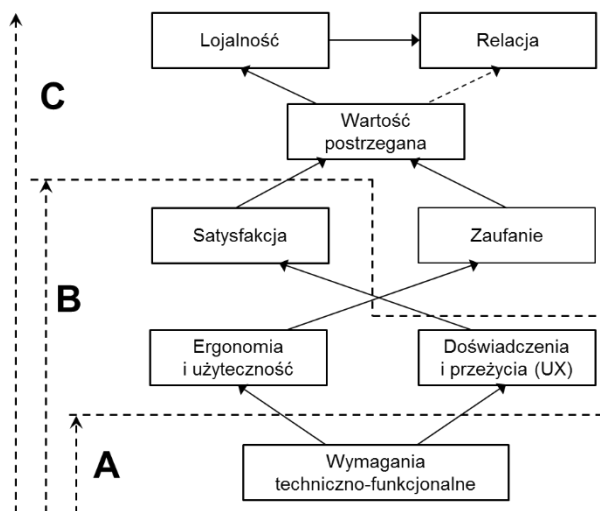 Lojalność
Relacja
C
Wartość
postrzegana
Satysfakcja
Zaufanie
B
Ergonomia
i użyteczność
Doświadczenia
i przeżycia (UX)
A
Wymagania
techniczno-funkcjonalne